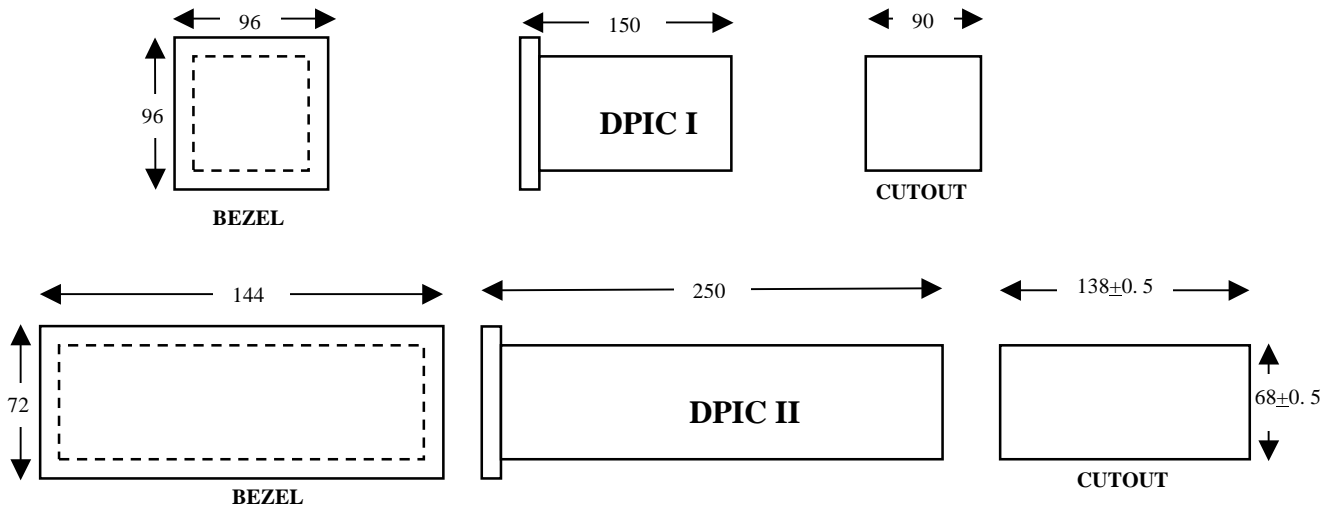 96
150
90
96
DPIC I
CUTOUT
BEZEL
144
250
138±0. 5
72
68±0. 5
DPIC II
CUTOUT
BEZEL